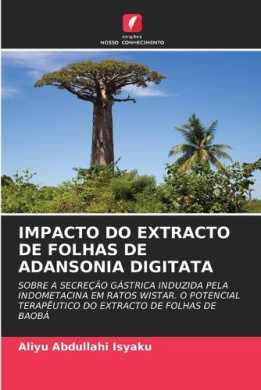 edições
NOSSO CONHECIMENTO
IMPACTO DO EXTRACTO
DE FOLHAS DE
ADANSONIA DIGITATA
SOBRE A SECREÇÃO GÁSTRICA INDUZIDA PELA
INDOMETACINA EM RATOS WISTAR. O POTENCIAL
TERAPÊUTICO DO EXTRACTO DE FOLHAS DE
BAOBÁ
Aliyu Abdullahi Isyaku